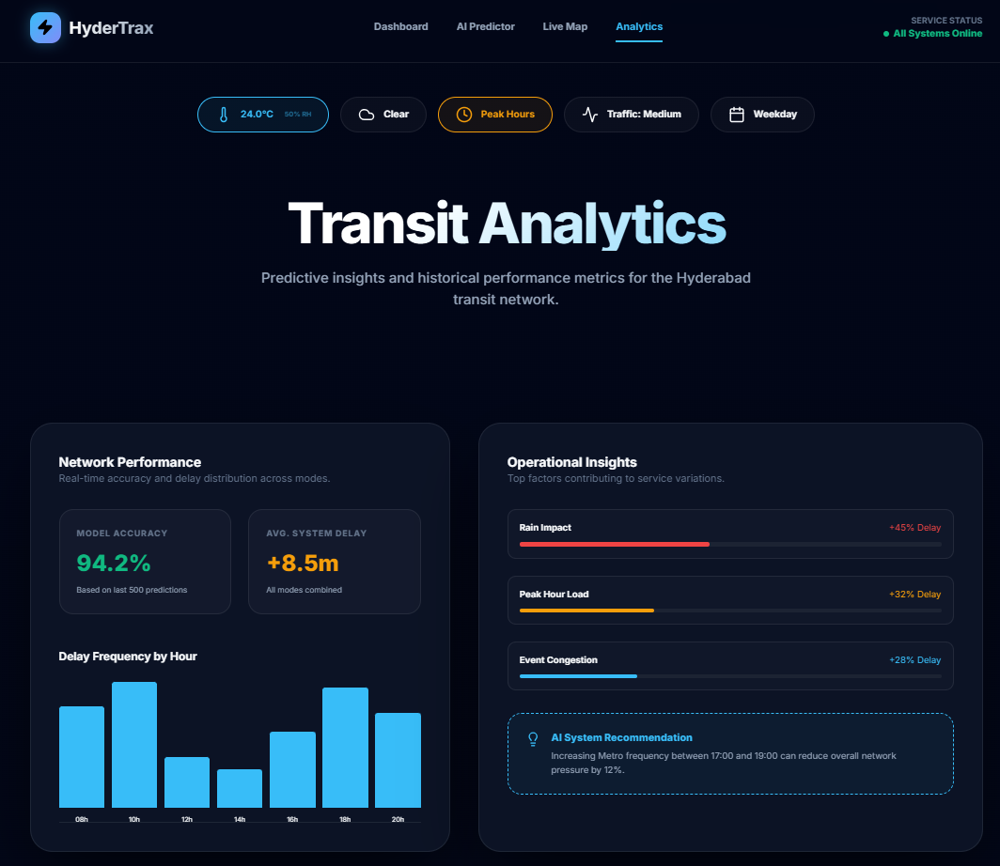 HyderTrax
Dashboard
AI Predictor
Live Map
Analytics
SERVICE STATUS
All Systems Online
24.0°C
50% RH
Clear
Peak Hours
Traffic: Medium
Weekday
Transit Analytics
Predictive insights and historical performance metrics for the Hyderabad
transit network.
Network Performance
Real-time accuracy and delay distribution across modes.
MODEL ACCURACY
94.2%
Based on last 500 predictions
AVG. SYSTEM DELAY
+8.5m
All modes combined
Delay Frequency by Hour
08h
10h
12h
14h
16h
18h
20h
Operational Insights
Top factors contributing to service variations.
Rain Impact
+45% Delay
Peak Hour Load
+32% Delay
Event Congestion
+28% Delay
AI System Recommendation
Increasing Metro frequency between 17:00 and 19:00 can reduce overall network
pressure by 12%.